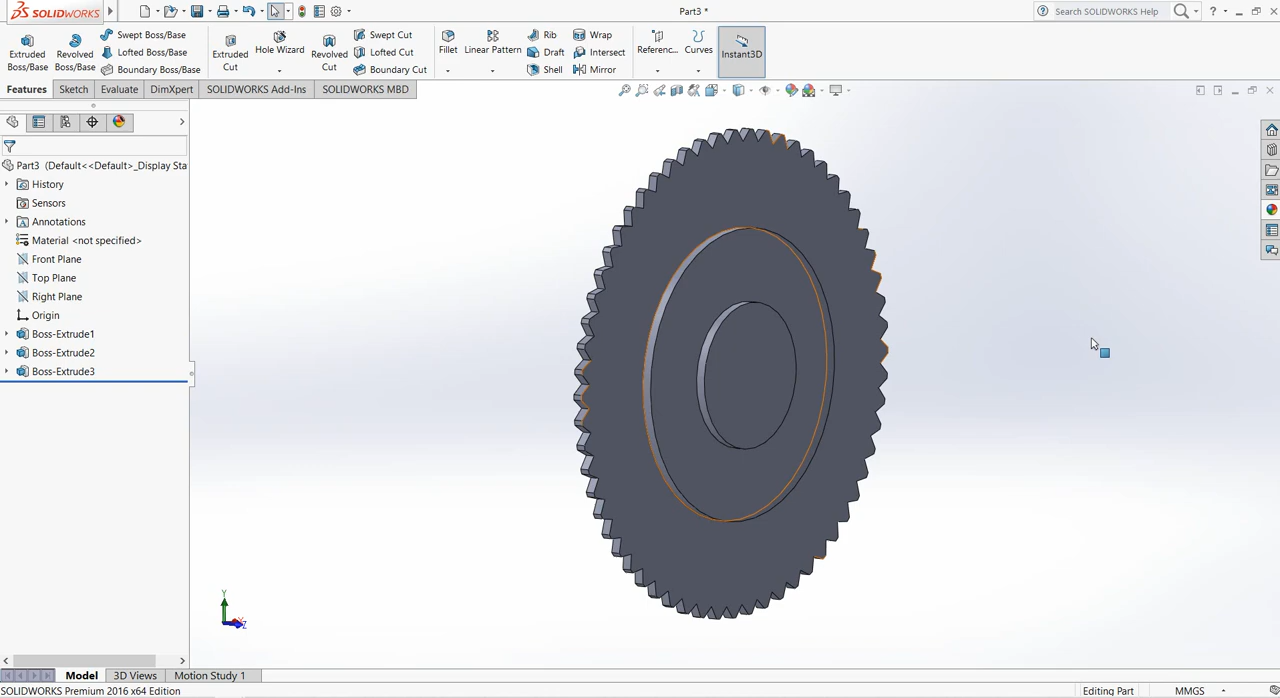 SOLIDWORKS
Part3 *
Search SOLIDWORKS Help
?
Extruded Boss/Base
Revolved Boss/Base
Swept Boss/Base
Lofted Boss/Base
Boundary Boss/Base
Extruded Cut
Hole Wizard
Revolved Cut
Swept Cut
Lofted Cut
Boundary Cut
Fillet
Linear Pattern
Rib
Draft
Shell
Wrap
Intersect
Mirror
Referenc...
Curves
Instant3D
Features
Sketch
Evaluate
DimXpert
SOLIDWORKS Add-Ins
SOLIDWORKS MBD
Part3 (Default<<Default>_Display Sta
History
Sensors
Annotations
Material <not specified>
Front Plane
Top Plane
Right Plane
Origin
Boss-Extrude1
Boss-Extrude2
Boss-Extrude3
Y
Z
Model
3D Views
Motion Study 1
SOLIDWORKS Premium 2016 x64 Edition
Editing Part
MMGS